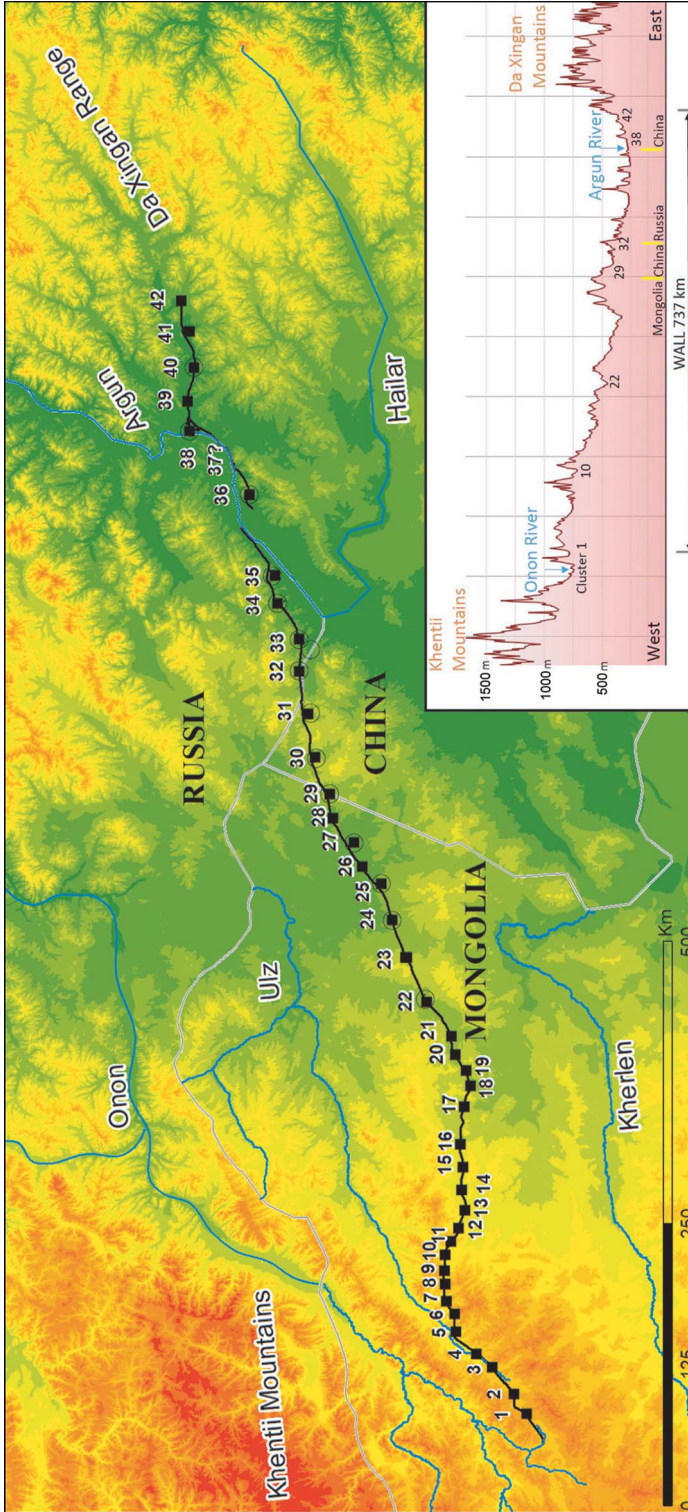 Khentii Mountains
Onon
Ulz
RUSSIA
Argun
Da Xingan Range
Hailar
CHINA
MONGOLIA
Kherlen
1
2
3
4
5
6
7
8
9
10
11
12
13
14
15
16
17
18
19
20
21
22
23
24
25
26
27
28
29
30
31
32
33
34
35
36
37?
38
39
40
41
42
0
125
250
500
Km
Khentii
Mountains
Onon River
Argun River
Da Xingan
Mountains
1500 m
1000 m
500 m
Cluster 1
10
22
29
32
38
42
Mongolia
China
Russia
China
West
East
WALL 737 km